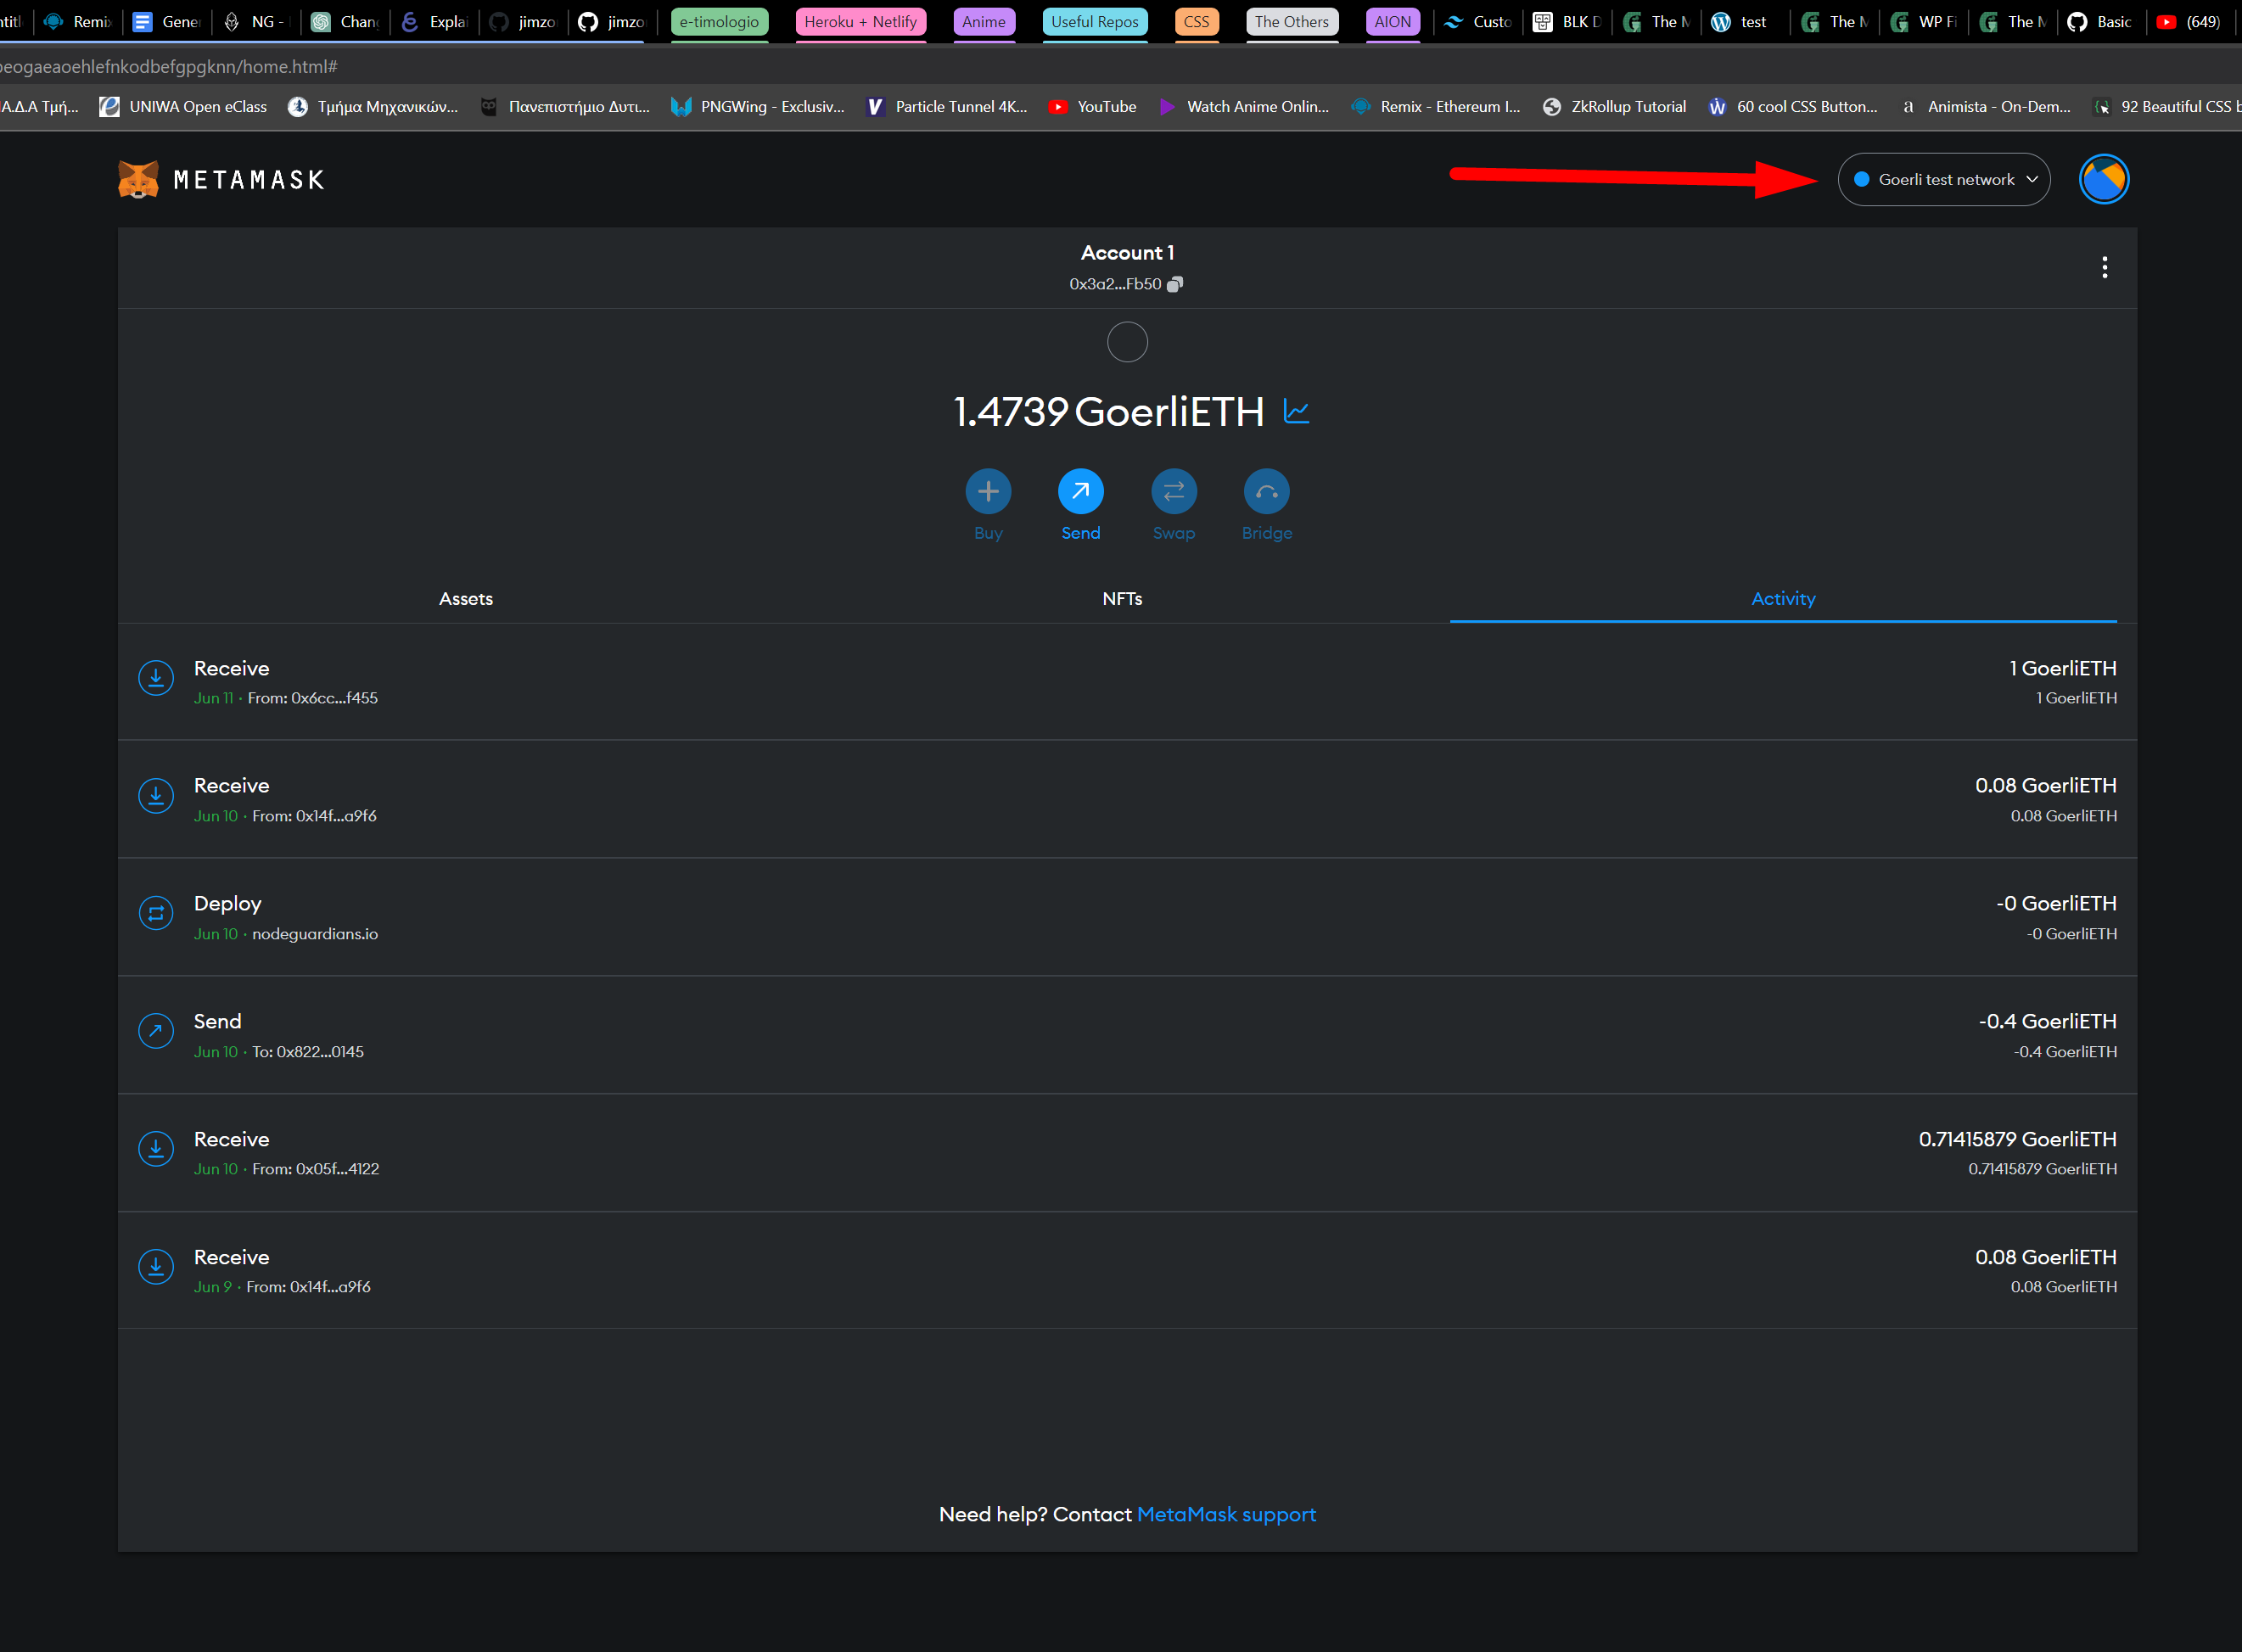 Remix
Gene
NG -
Chang
Explai
jimzo
jimzo
e-timologio
Heroku + Netlify
Anime
Useful Repos
CSS
The Others
AION
Custo
BLK D
The M
test
The M
WP Fi
The M
Basic
(649)
beogaeaoehlefnkodbefgpgknn/home.html#
Α.Δ.Α Τμή...
UNIWA Open eClass
Τμήμα Μηχανικών...
Πανεπιστήμιο Δυτι...
PNGWing - Exclusiv...
Particle Tunnel 4K...
YouTube
Watch Anime Onlin...
Remix - Ethereum I...
ZkRollup Tutorial
60 cool CSS Button...
Animista - On-Dem...
92 Beautiful CSS b
METAMASK
Goerli test network
Account 1
0x3a2...Fb50
1.4739 GoerliETH
Buy
Send
Swap
Bridge
Assets
NFTs
Activity
Receive
1 GoerliETH
Jun 11 · From: 0x6cc...f455
1 GoerliETH
Receive
0.08 GoerliETH
Jun 10 · From: 0x14f...a9f6
0.08 GoerliETH
Deploy
-0 GoerliETH
Jun 10 · nodeguardians.io
-0 GoerliETH
Send
-0.4 GoerliETH
Jun 10 · To: 0x822...0145
-0.4 GoerliETH
Receive
0.71415879 GoerliETH
Jun 10 · From: 0x05f...4122
0.71415879 GoerliETH
Receive
0.08 GoerliETH
Jun 9 · From: 0x14f...a9f6
0.08 GoerliETH
Need help? Contact MetaMask support